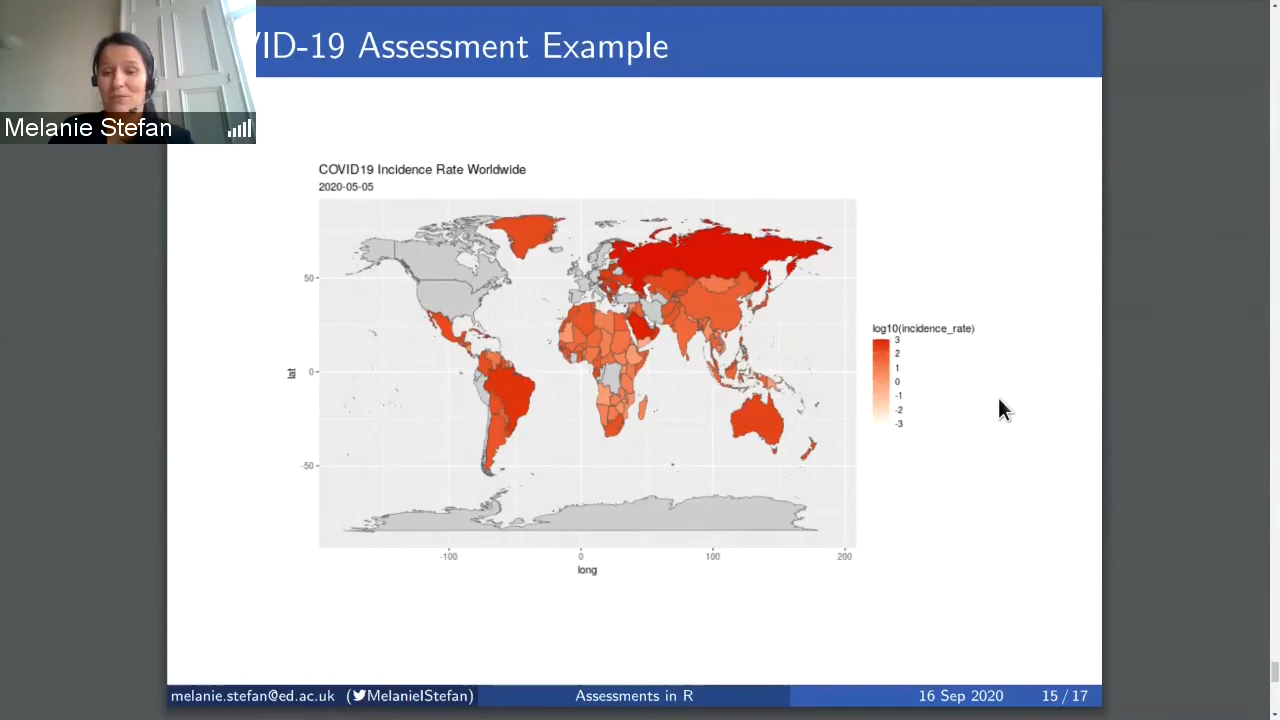 VID-19 Assessment Example
Melanie Stefan
COVID19 Incidence Rate Worldwide
2020-05-05
50
0
-50
lat
-100
0
100
200
long
log10(incidence_rate)
3
2
1
0
-1
-2
-3
melanie.stefan@ed.ac.uk (MelanieIStefan)
Assessments in R
16 Sep 2020
15 / 17